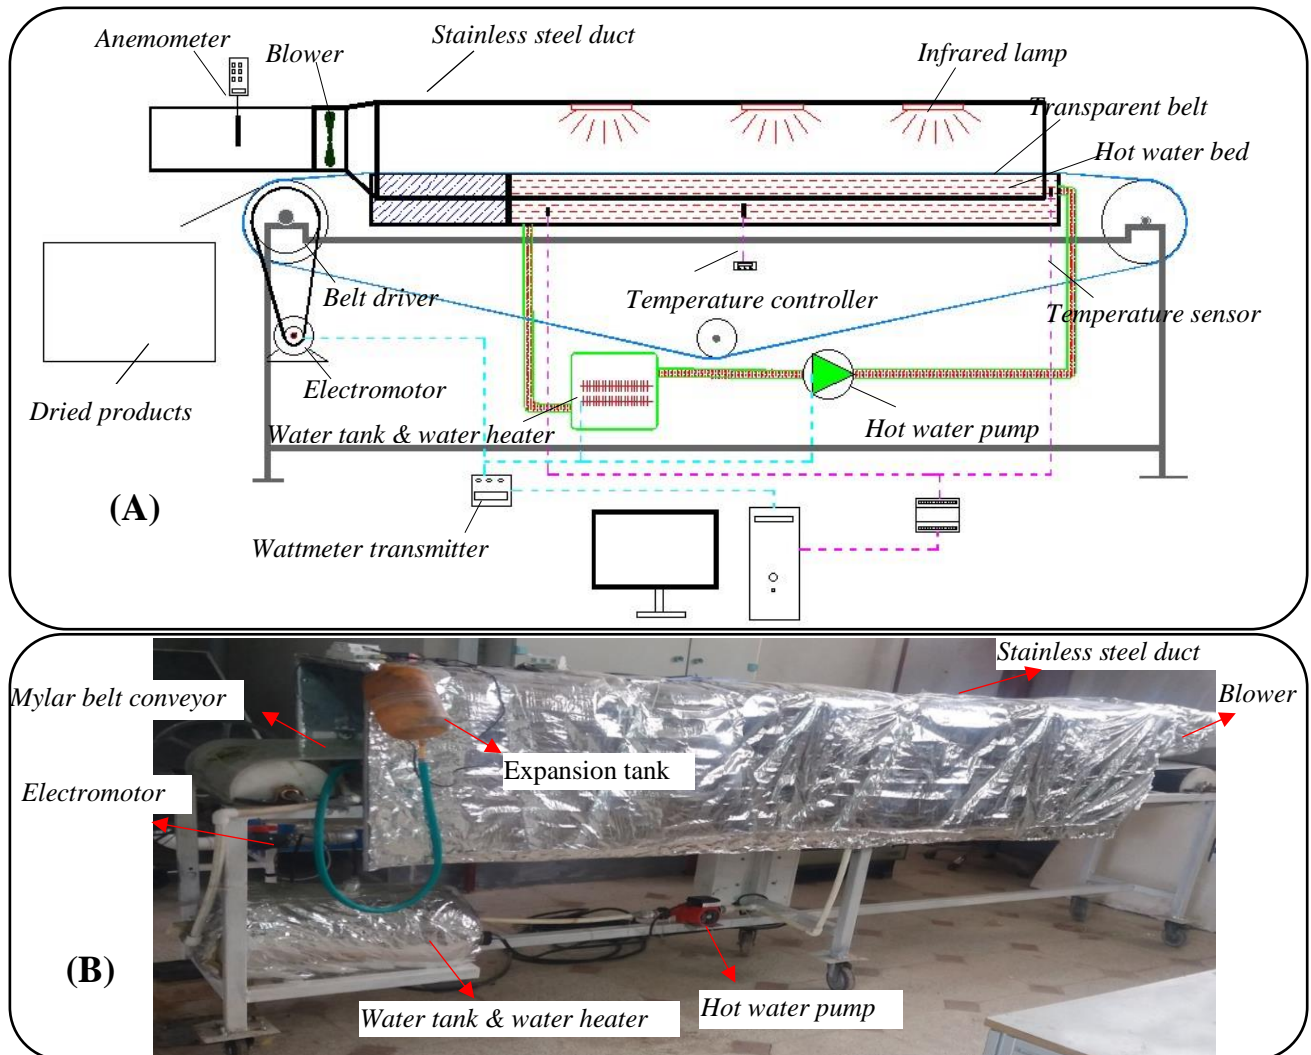 Anemometer
Blower
Stainless steel duct
Infrared lamp
Transparent belt
Hot water bed
Belt driver
Temperature controller
Temperature sensor
Electromotor
Dried products
Water tank & water heater
Hot water pump
(A)
Wattmeter transmitter
Stainless steel duct
Mylar belt conveyor
Blower
Expansion tank
Electromotor
(B)
Water tank & water heater
Hot water pump